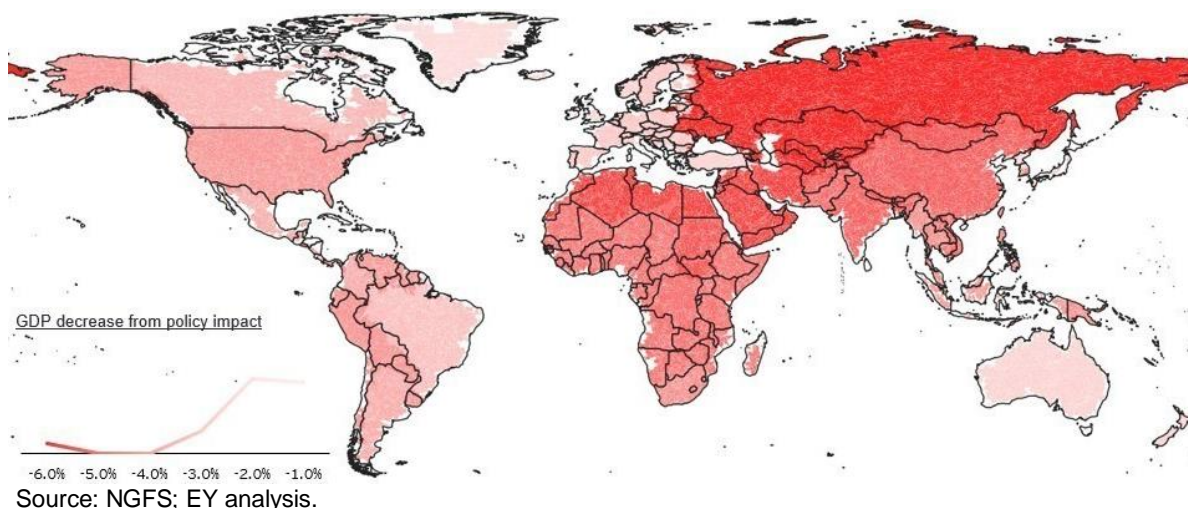 GDP decrease from policy impact
-6.0% -5.0% -4.0% -3.0% -2.0% -1.0%
Source: NGFS; EY analysis.